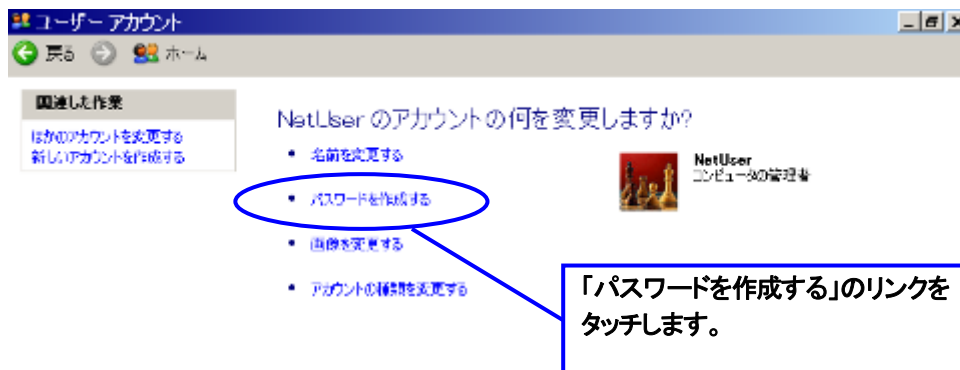 ユーザー アカウント
戻る ホーム
関連した作業
ほかのアカウントを変更する
新しいアカウントを作成する
NetUser のアカウントの何を変更しますか?
名前を変更する
パスワードを作成する
画像を変更する
アカウントの種類を変更する
NetUser
コンピュータの管理者
「パスワードを作成する」のリンクを
タッチします。